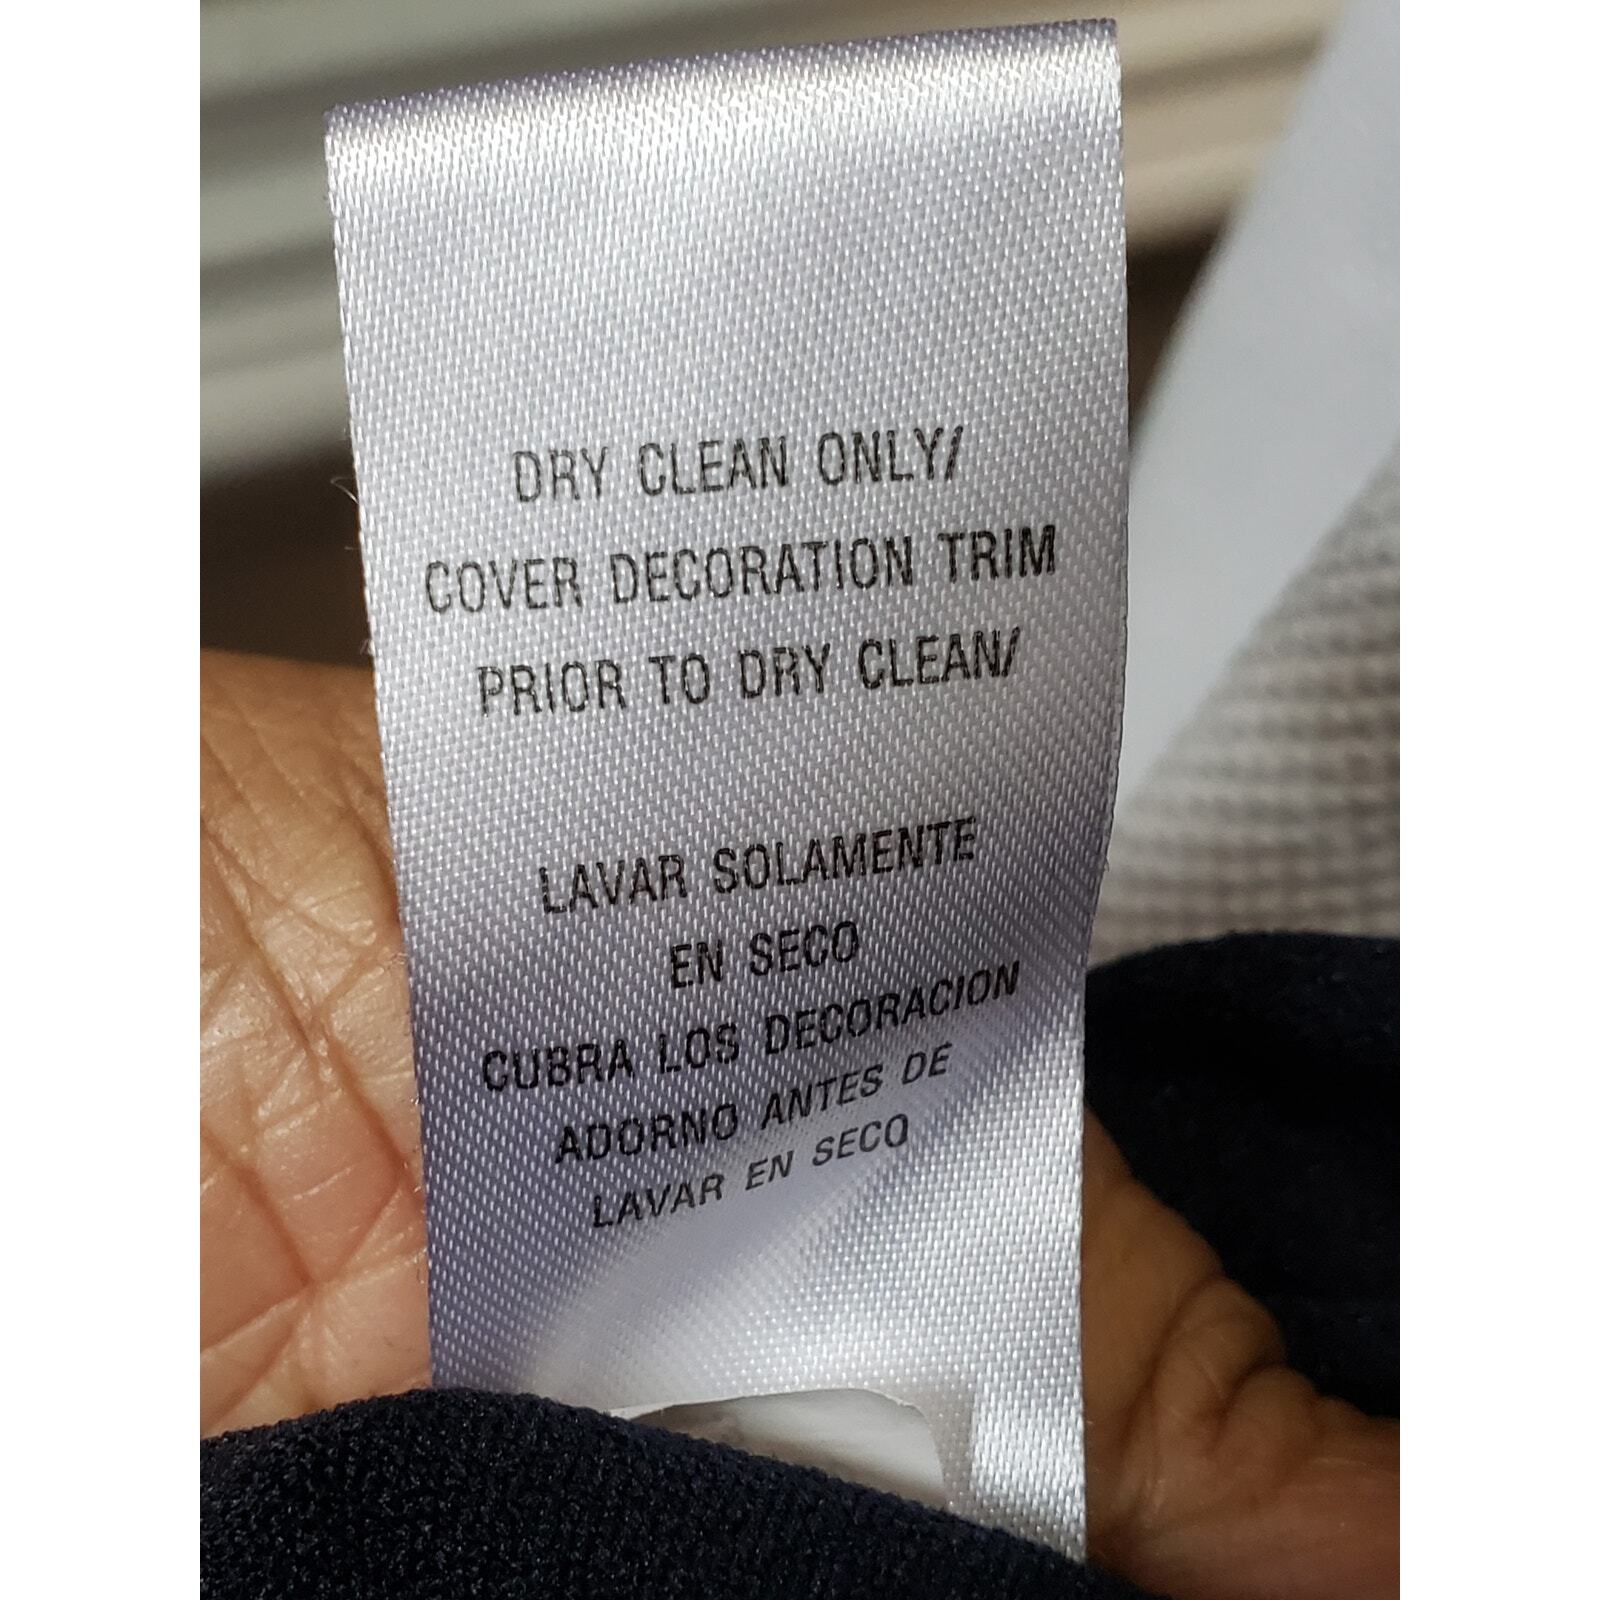 DRY CLEAN ONLY/
COVER DECORATION TRIM
PRIOR TO DRY CLEAN/
LAVAR SOLAMENTE
EN SECO
CUBRA LOS DECORACION
ADORNO ANTES DE
LAVAR EN SECO